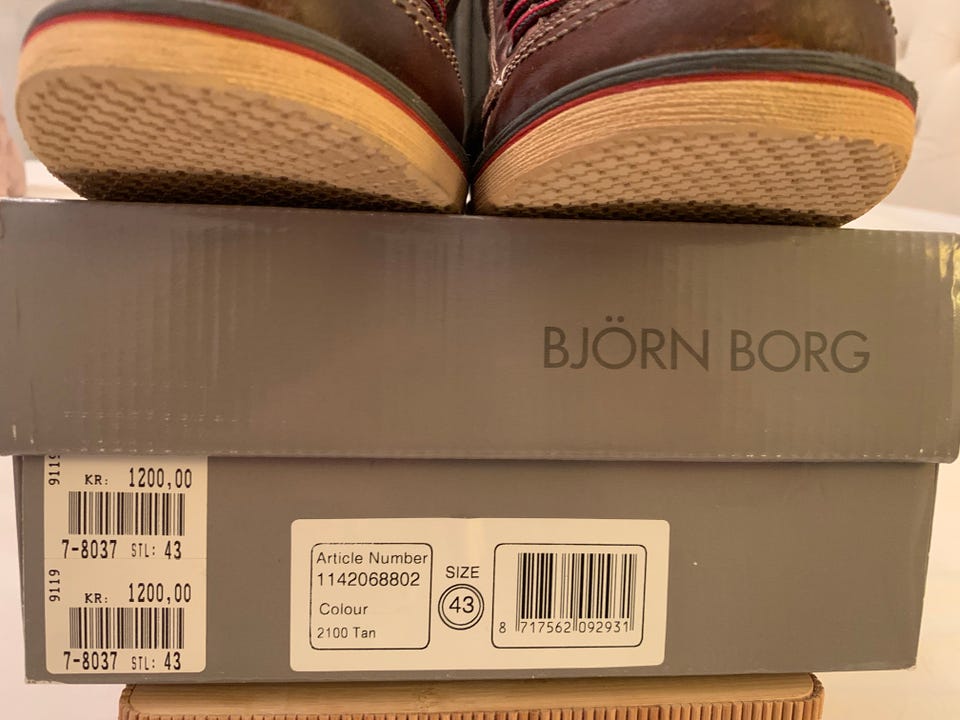 BJÖRN BORG
9119
KR: 1200,00
7-8037 STL: 43
9119
KR: 1200,00
7-8037 STL: 43
Article Number
1142068802
Colour
2100 Tan
SIZE
43
8 717562 092931